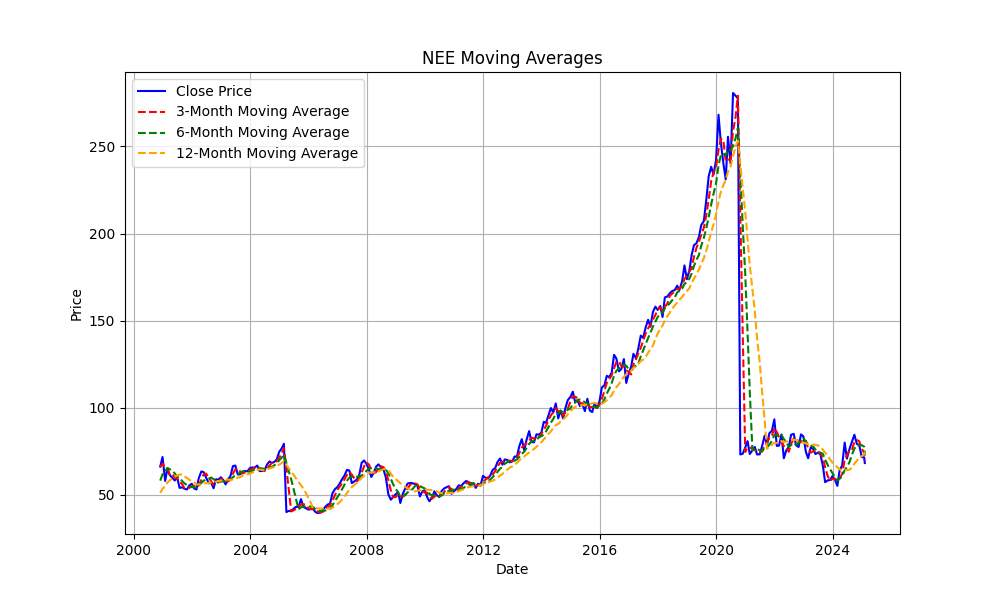 NEE Moving Averages
Close Price
3-Month Moving Average
6-Month Moving Average
12-Month Moving Average
Price
250
200
150
100
50
2000 2004 2008 2012 2016 2020 2024
Date